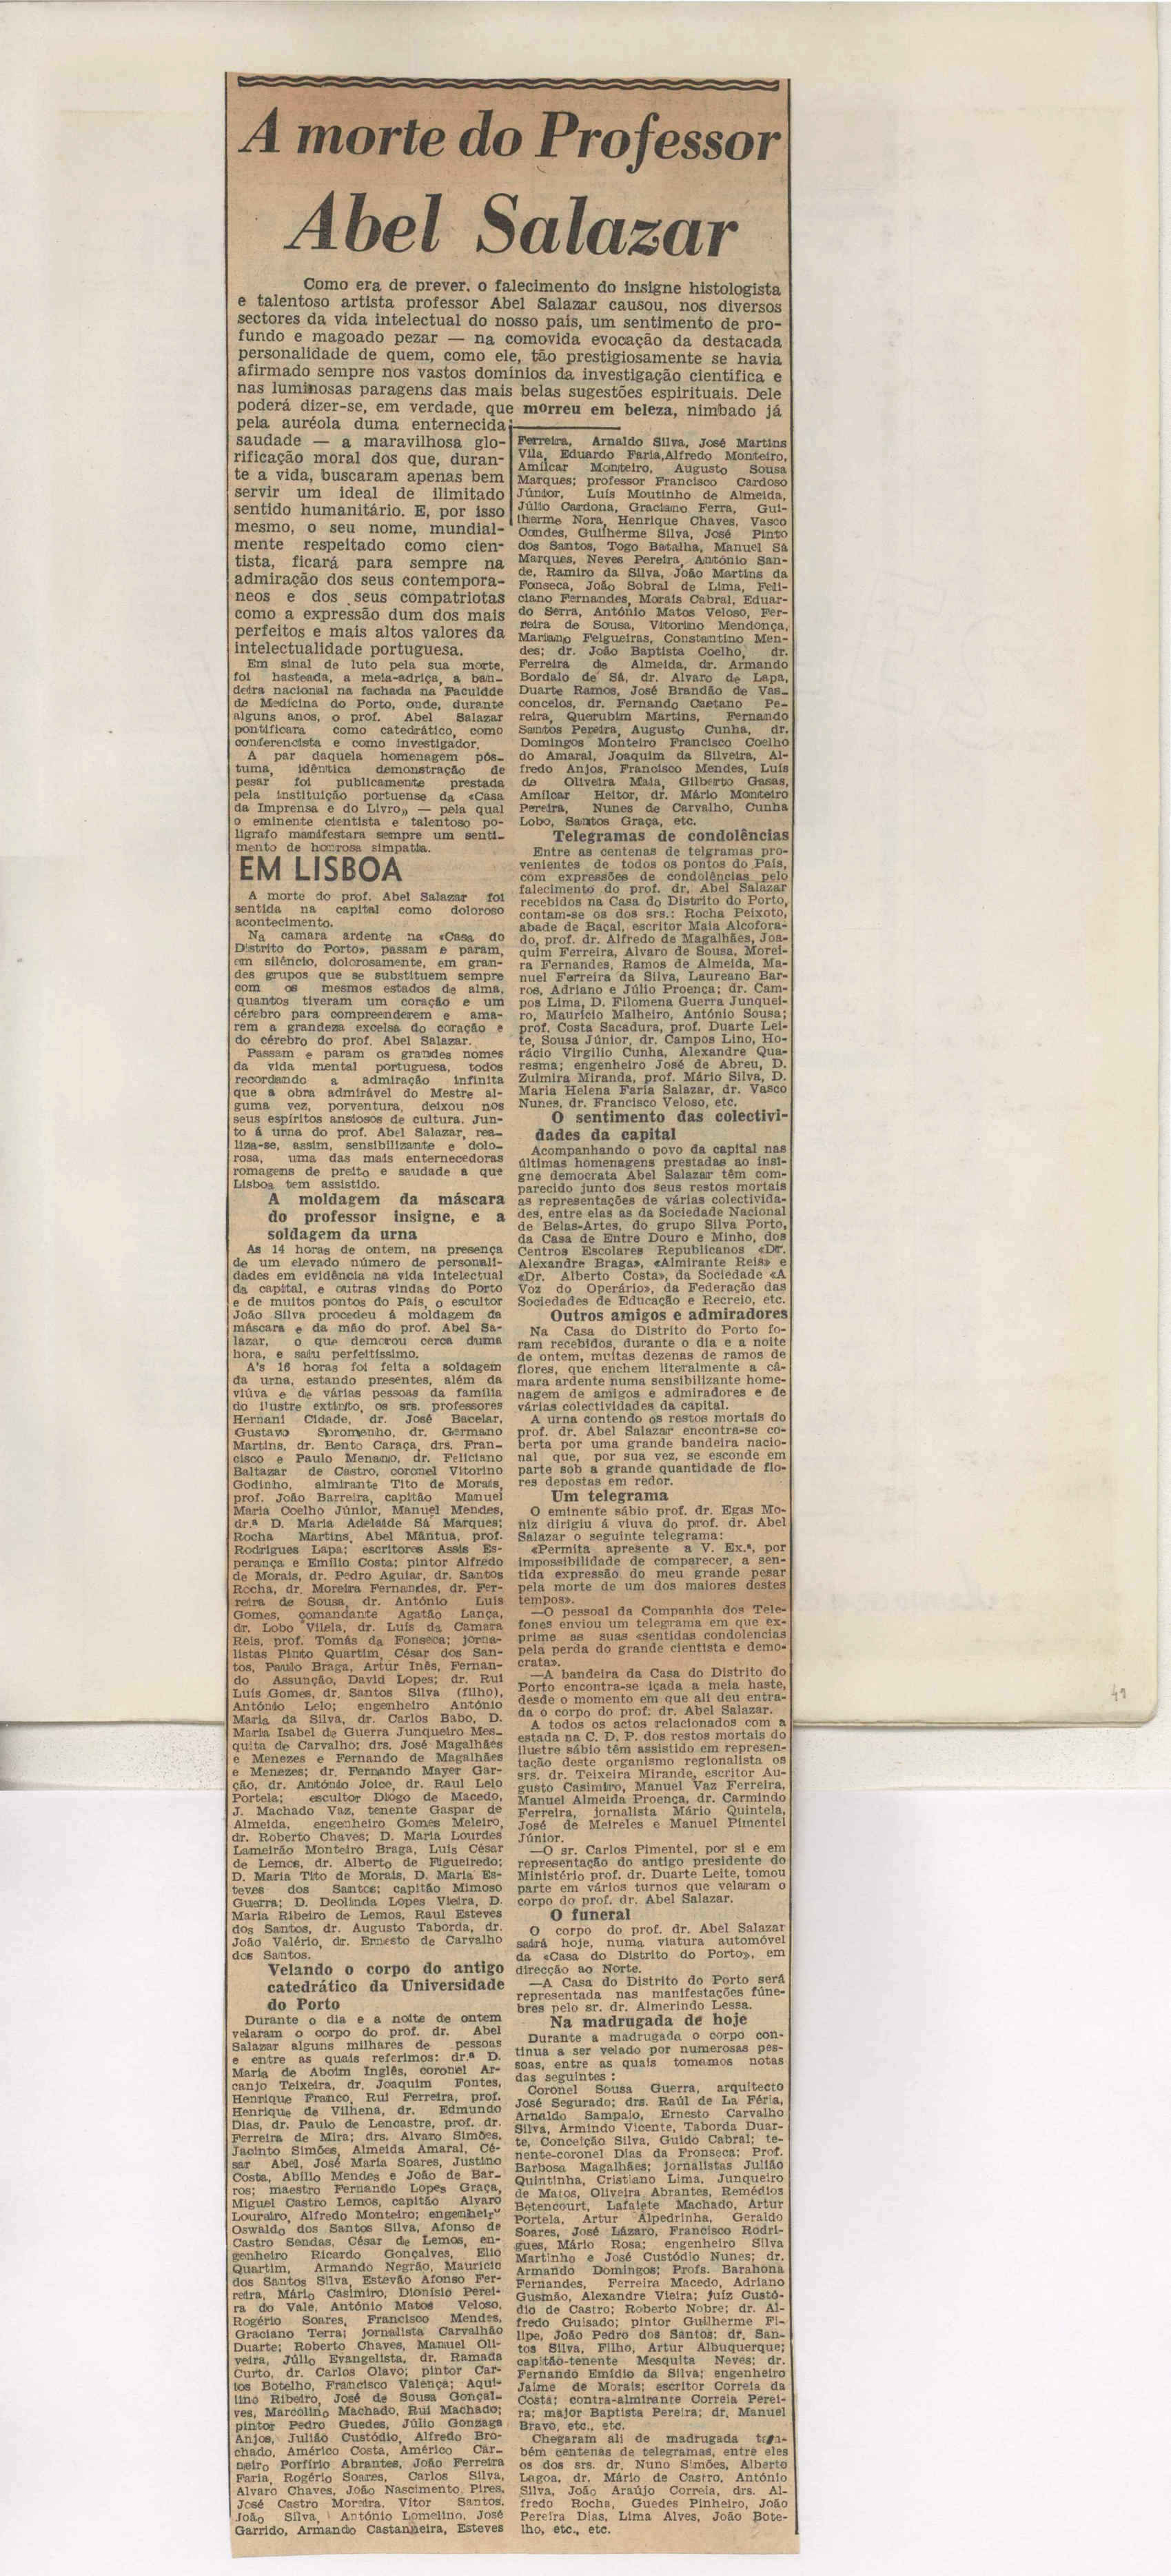 A morte do Professor
Abel Salazar
Como era de prever, o falecimento do insigne histologista
e talentoso artista professor Abel Salazar causou, nos diversos
sectores da vida intelectual do nosso país, um sentimento de pro-
fundo e magoado pezar — na comovida evocação da destacada
personalidade de quem, como ele, tão prestigiosamente se havia
afirmado sempre nos vastos domínios da investigação científica e
nas luminosas paragens das mais belas sugestões espirituais. Dele
poderá dizer-se, em verdade, que morreu em beleza, nimbado já
pela auréola duma enternecida
saudade — a maravilhosa glo-
rificação moral dos que, duran-
te a vida, buscaram apenas bem
servir um ideal de ilimitado
sentido humanitário. E, por isso
mesmo, o seu nome, mundial-
mente respeitado como cien-
tista, ficará para sempre na
admiração dos seus contempora-
neos e dos seus compatriotas
como a expressão dum dos mais
perfeitos e mais altos valores da
intelectualidade portuguesa.
Em sinal de luto pela sua morte,
foi hasteada, a meia-adriça, a ban-
deira nacional na fachada na Faculdde
de Medicina do Porto, onde, durante
alguns anos, o prof. Abel Salazar
pontificara como catedrático, como
conferencista e como investigador.
A par daquela homenagem pós-
tuma, idêntica demonstração de
pesar foi publicamente prestada
pela instituição portuense da «Casa
da Imprensa e do Livro» — pela qual
o eminente cientista e talentoso po-
lígrafo manifestara sempre um senti-
mento de honrosa simpatia.
EM LISBOA
A morte do prof. Abel Salazar foi
sentida na capital como doloroso
acontecimento.
Na camara ardente na «Casa do
Distrito do Porto», passam e param,
em silêncio, dolorosamente, em gran-
des grupos que se substituem sempre
com os mesmos estados de alma,
quantos tiveram um coração e um
cérebro para compreenderem e ama-
rem a grandeza excelsa do coração e
do cérebro do prof. Abel Salazar.
Passam e param os grandes nomes
da vida mental portuguesa, todos
recordando a admiração infinita
que a obra admirável do Mestre al-
guma vez, porventura, deixou nos
seus espíritos ansiosos de cultura. Jun-
to á urna do prof. Abel Salazar, rea-
liza-se, assim, sensibilizante e dolo-
rosa, uma das mais enternecedoras
romagens de preito e saudade a que
Lisboa tem assistido.
A moldagem da máscara
do professor insigne, e a
soldagem da urna
As 14 horas de ontem, na presença
de um elevado número de personali-
dades em evidência na vida intelectual
da capital, e outras vindas do Porto
e de muitos pontos do País, o escultor
João Silva procedeu á moldagem da
máscara e da mão do prof. Abel Sa-
lazar, o que demorou cerca duma
hora, e saiu perfeitíssimo.
A's 16 horas foi feita a soldagem
da urna, estando presentes, além da
viúva e de várias pessoas da família
do ilustre extinto, os srs. professores
Hernani Cidade, dr. José Bacelar,
Gustavo Soromenho, dr. Germano
Martins, dr. Bento Caraça, drs. Fran-
cisco e Paulo Menano, dr. Feliciano
Baltazar de Castro, coronel Vitorino
Godinho, almirante Tito de Morais,
prof. João Barreira, capitão Manuel
Maria Coelho Júnior, Manuel Mendes,
dr.ª D. Maria Adelaide Sá Marques;
Rocha Martins, Abel Mântua, prof.
Rodrigues Lapa; escritores Assis Es-
perança e Emílio Costa; pintor Alfredo
de Morais, dr. Pedro Aguiar, dr. Santos
Rocha, dr. Moreira Fernandes, dr. Fer-
reira de Sousa, dr. António Luis
Gomes, comandante Agatão Lança,
dr. Lobo Vilela, dr. Luís da Camara
Reis, prof. Tomás da Fonseca; jorna-
listas Pinto Quartim, César dos San-
tos, Paulo Braga, Artur Inês, Fernan-
do Assunção, David Lopes; dr. Rui
Luís Gomes, dr. Santos Silva (filho),
António Lelo; engenheiro António
Maria da Silva, dr. Carlos Babo, D.
Maria Isabel de Guerra Junqueiro Mes-
quita de Carvalho; drs. José Magalhães
e Menezes e Fernando de Magalhães
e Menezes; dr. Fernando Mayer Gar-
ção, dr. António Joice, dr. Raul Lelo
Portela; escultor Diogo de Macedo,
J. Machado Vaz, tenente Gaspar de
Almeida, engenheiro Gomes Meleiro,
dr. Roberto Chaves; D. Maria Lourdes
Lameirão Monteiro Braga, Luis César
de Lemos, dr. Alberto de Figueiredo;
D. Maria Tito de Morais, D. Maria Es-
teves dos Santos; capitão Mimoso
Guerra; D. Deolinda Lopes Vieira, D.
Maria Ribeiro de Lemos, Raul Esteves
dos Santos, dr. Augusto Taborda, dr.
João Valério, dr. Ernesto de Carvalho
dos Santos.
Velando o corpo do antigo
catedrático da Universidade
do Porto
Durante o dia e a noite de ontem
velaram o corpo do prof. dr. Abel
Salazar alguns milhares de pessoas
e entre as quais referimos: dr.ª D.
Maria de Aboim Inglês, coronel Ar-
canjo Teixeira, dr. Joaquim Fontes,
Henrique Franco, Rui Ferreira, prof.
Henrique de Vilhena, dr. Edmundo
Dias, dr. Paulo de Lencastre, prof. dr.
Ferreira de Mira; drs. Alvaro Simões,
Jacinto Simões, Almeida Amaral, Cé-
sar Abel, José Maria Soares, Justino
Costa, Abílio Mendes e João de Bar-
ros; maestro Fernando Lopes Graça,
Miguel Castro Lemos, capitão Alvaro
Loureiro, Alfredo Monteiro; engenheir°
Oswaldo dos Santos Silva, Afonso de
Castro Sendas, César de Lemos, en-
genheiro Ricardo Gonçalves, Elio
Quartim, Armando Negrão, Maurício
dos Santos Silva, Estevão Afonso Fer-
reira, Mário Casimiro, Dionísio Perei-
ra do Vale, António Matos Veloso,
Rogério Soares, Francisco Mendes,
Graciano Terra; jornalista Carvalhão
Duarte; Roberto Chaves, Manuel Oli-
veira, Júlio Evangelista, dr. Ramada
Curto, dr. Carlos Olavo; pintor Car-
los Botelho, Francisco Valença; Aqui-
lino Ribeiro, José de Sousa Gonçal-
ves, Marcolino Machado, Rui Machado;
pintor Pedro Guedes, Júlio Gonzaga
Anjos, Julião Custódio, Alfredo Bro-
chado, Américo Costa, Américo Car-
neiro Porfírio Abrantes, João Ferreira
Faria, Rogério Soares, Carlos Silva,
Alvaro Chaves, João Nascimento Pires,
José Castro Moreira, Vitor Santos,
João Silva, António Lomelino, José
Garrido, Armando Castanheira, Esteves
Ferreira, Arnaldo Silva, José Martins
Vila, Eduardo Faria, Alfredo Monteiro,
Amílcar Monteiro, Augusto Sousa
Marques; professor Francisco Cardoso
Júnior, Luís Moutinho de Almeida,
Júlio Cardona, Graciano Ferra, Gui-
lherme Nora, Henrique Chaves, Vasco
Condes, Guilherme Silva, José Pinto
dos Santos, Togo Batalha, Manuel Sá
Marques, Neves Pereira, António San-
de, Ramiro da Silva, João Martins da
Fonseca, João Sobral de Lima, Feli-
ciano Fernandes, Morais Cabral, Eduar-
do Serra, António Matos Veloso, Fer-
reira de Sousa, Vitorino Mendonça,
Mariano Felgueiras, Constantino Men-
des; dr. João Baptista Coelho, dr.
Ferreira de Almeida, dr. Armando
Bordalo de Sá, dr. Alvaro de Lapa,
Duarte Ramos, José Brandão de Vas-
concelos, dr. Fernando Caetano Pe-
reira, Querubim Martins, Fernando
Santos Pereira, Augusto Cunha, dr.
Domingos Monteiro Francisco Coelho
do Amaral, Joaquim da Silveira, Al-
fredo Anjos, Francisco Mendes, Luís
de Oliveira Maia, Gilberto Gasas,
Amílcar Heitor, dr. Mário Monteiro
Pereira, Nunes de Carvalho, Cunha
Lobo, Santos Graça, etc.
Telegramas de condolências
Entre as centenas de telgramas pro-
venientes de todos os pontos do País,
com expressões de condolências pelo
falecimento do prof. dr. Abel Salazar
recebidos na Casa do Distrito do Porto,
contam-se os dos srs.: Rocha Peixoto,
abade de Baçal, escritor Maia Alcofora-
do, prof. dr. Alfredo de Magalhães, Joa-
quim Ferreira, Alvaro de Sousa, Morei-
ra Fernandes, Ramos de Almeida, Ma-
nuel Ferreira da Silva, Laureano Bar-
ros, Adriano e Júlio Proença; dr. Cam-
pos Lima, D. Filomena Guerra Junquei-
ro, Maurício Malheiro, António Sousa;
prof. Costa Sacadura, prof. Duarte Lei-
te, Sousa Júnior, dr. Campos Lino, Ho-
rácio Virgílio Cunha, Alexandre Qua-
resma; engenheiro José de Abreu, D.
Zulmira Miranda, prof. Mário Silva, D.
Maria Helena Faria Salazar, dr. Vasco
Nunes, dr. Francisco Veloso, etc.
O sentimento das colectivi-
dades da capital
Acompanhando o povo da capital nas
últimas homenagens prestadas ao insi-
gne democrata Abel Salazar têm com-
parecido junto dos seus restos mortais
as representações de várias colectivida-
des, entre elas as da Sociedade Nacional
de Belas-Artes, do grupo Silva Porto,
da Casa de Entre Douro e Minho, dos
Centros Escolares Republicanos «Dr.
Alexandre Braga», «Almirante Reis» e
«Dr. Alberto Costa», da Sociedade «A
Voz do Operário», da Federação das
Sociedades de Educação e Recreio, etc.
Outros amigos e admiradores
Na Casa do Distrito do Porto fo-
ram recebidos, durante o dia e a noite
de ontem, muitas dezenas de ramos de
flores, que enchem literalmente a câ-
mara ardente numa sensibilizante home-
nagem de amigos e admiradores e de
várias colectividades da capital.
A urna contendo os restos mortais do
prof. dr. Abel Salazar encontra-se co-
berta por uma grande bandeira nacio-
nal que, por sua vez, se esconde em
parte sob a grande quantidade de flo-
res depostas em redor.
Um telegrama
O eminente sábio prof. dr. Egas Mo-
niz dirigiu á viuva do prof. dr. Abel
Salazar o seguinte telegrama:
«Permita apresente a V. Ex.ª, por
impossibilidade de comparecer, a sen-
tida expressão do meu grande pesar
pela morte de um dos maiores destes
tempos».
—O pessoal da Companhia dos Tele-
fones enviou um telegrama em que ex-
prime as suas «sentidas condolencias
pela perda do grande cientista e demo-
crata».
—A bandeira da Casa do Distrito do
Porto encontra-se içada a meia haste,
desde o momento em que ali deu entra-
da o corpo do prof. dr. Abel Salazar.
A todos os actos relacionados com a
estada na C. D. P. dos restos mortais do
ilustre sábio têm assistido em represen-
tação deste organismo regionalista os
srs. dr. Teixeira Mirande, escritor Au-
gusto Casimiro, Manuel Vaz Ferreira,
Manuel Almeida Proença, dr. Carmindo
Ferreira, jornalista Mário Quintela,
José de Meireles e Manuel Pimentel
Júnior.
—O sr. Carlos Pimentel, por si e em
representação do antigo presidente do
Ministério prof. dr. Duarte Leite, tomou
parte em vários turnos que velaram o
corpo do prof. dr. Abel Salazar.
O funeral
O corpo do prof. dr. Abel Salazar
saírá hoje, numa viatura automóvel
da «Casa do Distrito do Porto», em
direcção ao Norte.
—A Casa do Distrito do Porto será
representada nas manifestações fúne-
bres pelo sr. dr. Almerindo Lessa.
Na madrugada de hoje
Durante a madrugada o corpo con-
tinua a ser velado por numerosas pes-
soas, entre as quais tomamos notas
das seguintes :
Coronel Sousa Guerra, arquitecto
José Segurado; drs. Raúl de La Féria,
Arnaldo Sampaio, Ernesto Carvalho
Silva, Armindo Vicente, Taborda Duar-
te, Conceição Silva, Guido Cabral; te-
nente-coronel Dias da Fronseca; Prof.
Barbosa Magalhães; jornalistas Julião
Quintinha, Cristiano Lima, Junqueiro
de Matos, Oliveira Abrantes, Remédios
Betencourt, Lafaiete Machado, Artur
Portela, Artur Alpedrinha, Geraldo
Soares, José Lázaro, Francisco Rodri-
gues, Mário Rosa; engenheiro Silva
Martinho e José Custódio Nunes; dr.
Armando Domingos; Profs. Barahona
Fernandes, Ferreira Macedo, Adriano
Gusmão, Alexandre Vieira; juíz Custó-
dio de Castro; Roberto Nobre; dr. Al-
fredo Guisado; pintor Guilherme Fi-
lipe, João Pedro dos Santos; dr. San-
tos Silva, Filho, Artur Albuquerque;
capitão-tenente Mesquita Neves; dr.
Fernando Emídio da Silva; engenheiro
Jaime de Morais; escritor Correia da
Costa; contra-almirante Correia Perei-
ra; major Baptista Pereira; dr. Manuel
Bravo, etc., etc.
Chegaram ali de madrugada tam-
bém centenas de telegramas, entre eles
os dos srs. dr. Nuno Simões, Alberto
Lagoa, dr. Mário de Castro, António
Silva, João Araújo Correia, drs. Al-
fredo Rocha, Guedes Pinheiro, João
Pereira Dias, Lima Alves, João Bote-
lho, etc., etc.
49